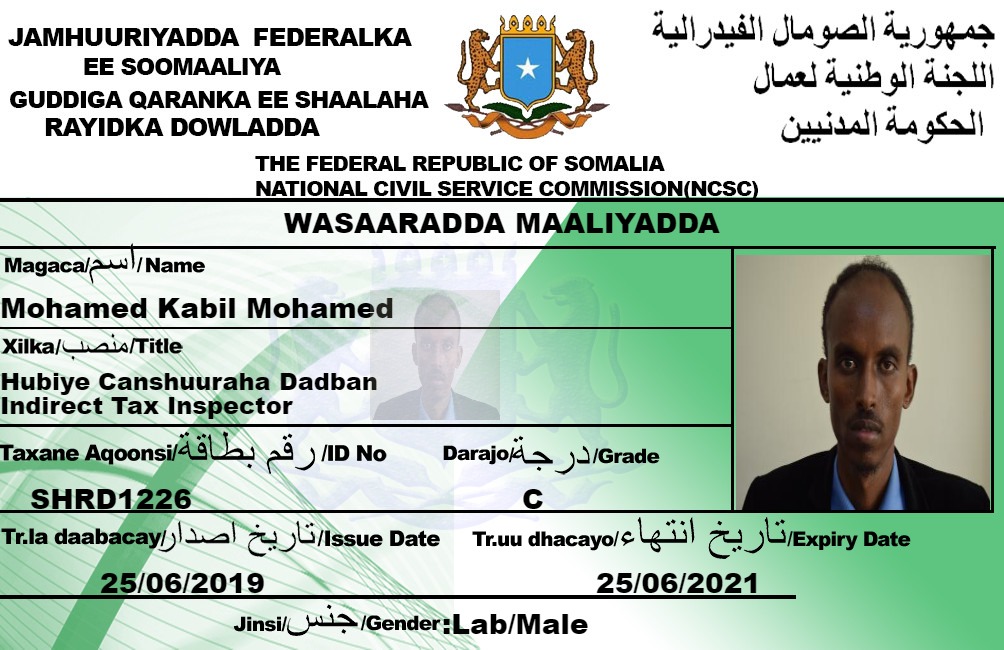 JAMHUURIYADDA FEDERALKA
EE SOOMAALIYA
GUDDIGA QARANKA EE SHAALAHA
RAYIDKA DOWLADDA
جمهورية الصومال الفيدرالية
اللجنة الوطنية لعمال
الحكومة المدنيين
THE FEDERAL REPUBLIC OF SOMALIA
NATIONAL CIVIL SERVICE COMMISSION(NCSC)
WASAARADDA MAALIYADDA
Magaca/اسم/Name
Mohamed Kabil Mohamed
Xilka/منصب/Title
Hubiye Canshuuraha Dadban
Indirect Tax Inspector
Taxane Aqoonsi/رقم بطاقة/ID No
SHRD1226
Darajo/درجة/Grade
C
Tr.la daabacay/تاريخ اصدار/Issue Date
25/06/2019
Tr.uu dhacayo/تاريخ انتهاء/Expiry Date
25/06/2021
Jinsi/جنس/Gender:Lab/Male